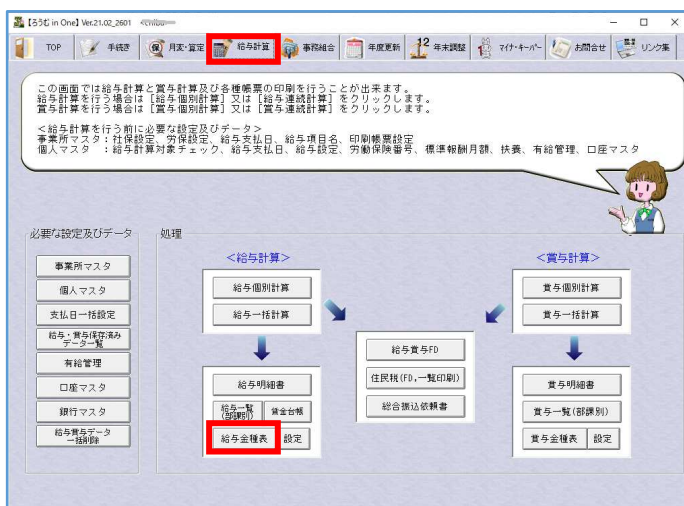 【ろうむ in One】 Ver.21.02_2601
TOP 手続き 月変・算定 給与計算 事務組合 年度更新 12 年末調整 マイナ・キーパー お問合せ リンク集
この画面では給与計算と賞与計算及び各種帳票の印刷を行うことが出来ます。
給与計算を行う場合は［給与個別計算］又は［給与連続計算］をクリックします。
賞与計算を行う場合は［賞与個別計算］又は［賞与連続計算］をクリックします。
＜給与計算を行う前に必要な設定及びデータ＞
事業所マスタ：社保設定、労保設定、給与支払日、給与項目名、印刷帳票設定
個人マスタ　：給与計算対象チェック、給与支払日、給与設定、労働保険番号、標準報酬月額、扶養、有給管理、口座マスタ
必要な設定及びデータ
事業所マスタ
個人マスタ
支払日一括設定
給与・賞与保存済み
データ一覧
有給管理
口座マスタ
銀行マスタ
給与賞与データ
一括削除
処理
＜給与計算＞
給与個別計算
給与一括計算
給与明細書
給与一覧
(部課別)
賃金台帳
給与金種表
設定
給与賞与FD
住民税(FD,一覧印刷)
総合振込依頼書
＜賞与計算＞
賞与個別計算
賞与一括計算
賞与明細書
賞与一覧(部課別)
賞与金種表
設定